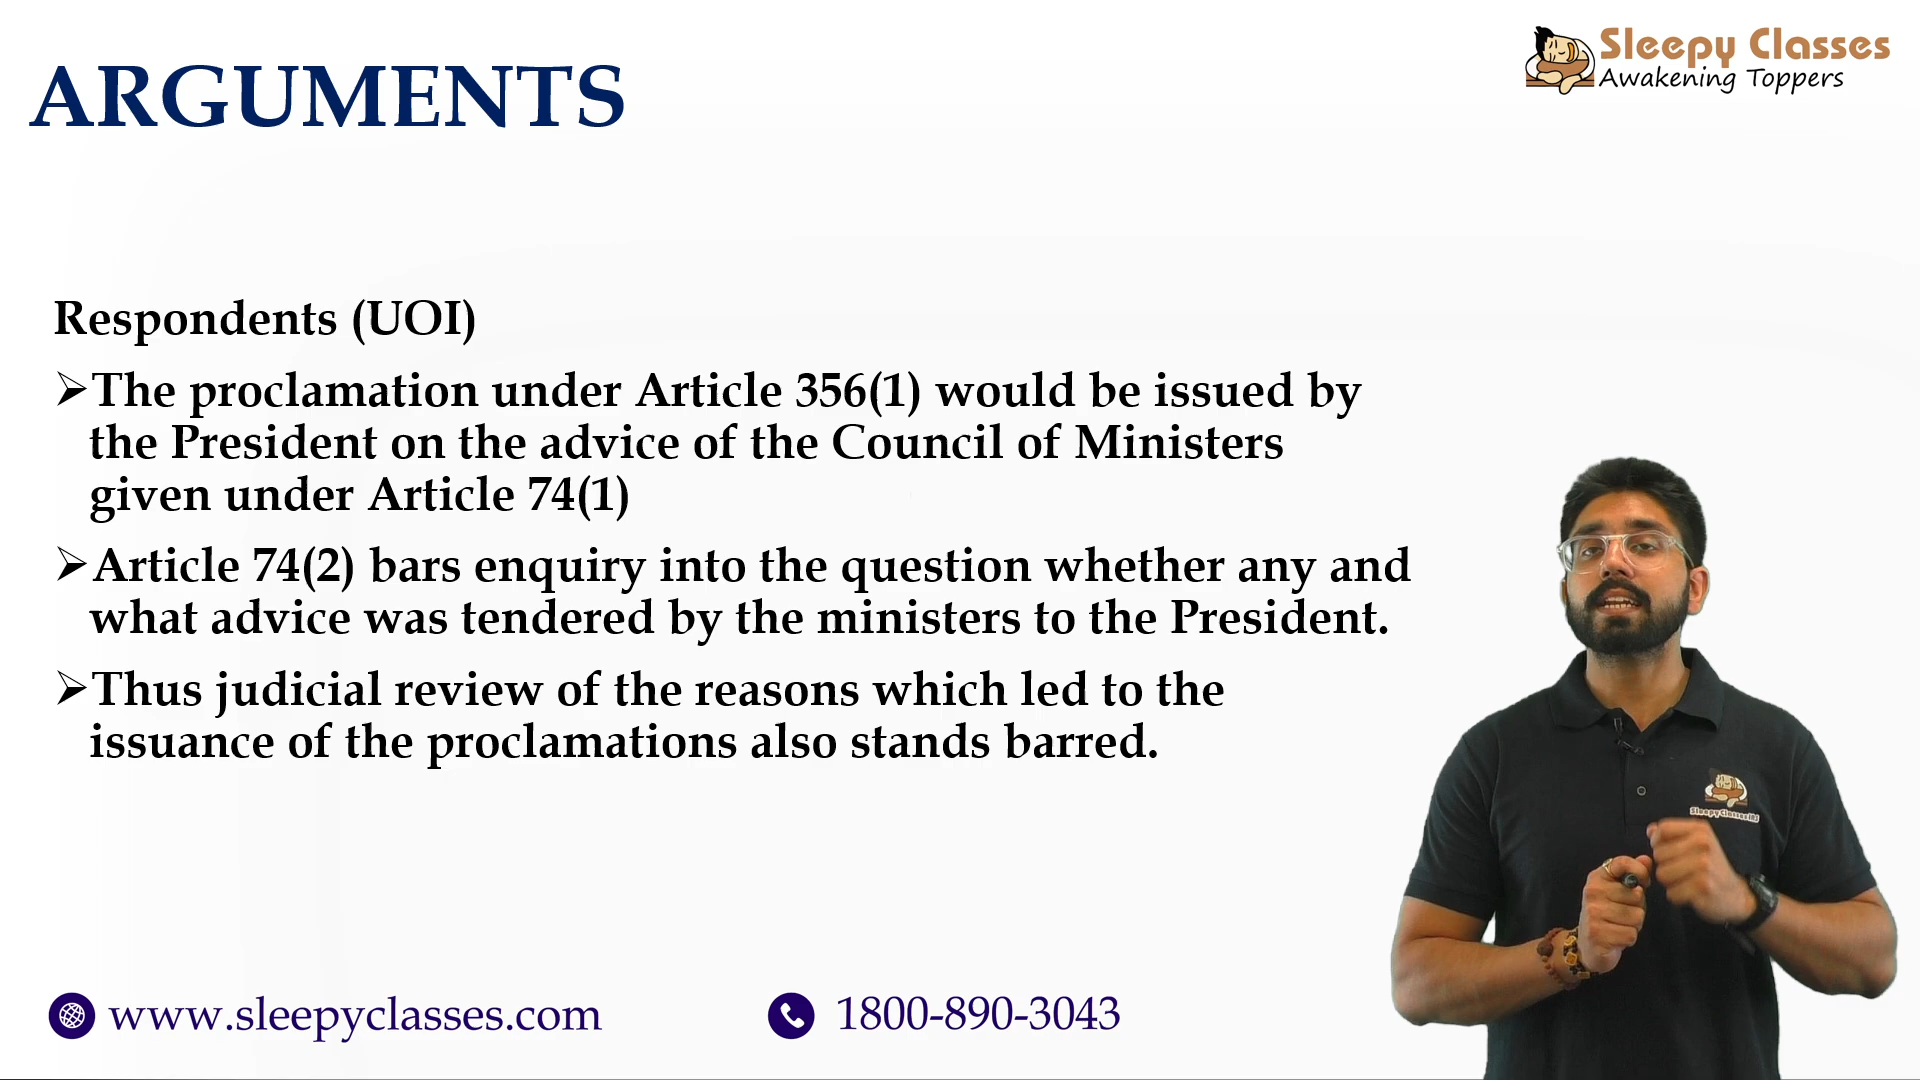 ARGUMENTS
Sleepy Classes
Awakening Toppers
Respondents (UOI)
➢The proclamation under Article 356(1) would be issued by
the President on the advice of the Council of Ministers
given under Article 74(1)
➢Article 74(2) bars enquiry into the question whether any and
what advice was tendered by the ministers to the President.
➢Thus judicial review of the reasons which led to the
issuance of the proclamations also stands barred.
Sleepy Classes IAS
www.sleepyclasses.com
1800-890-3043